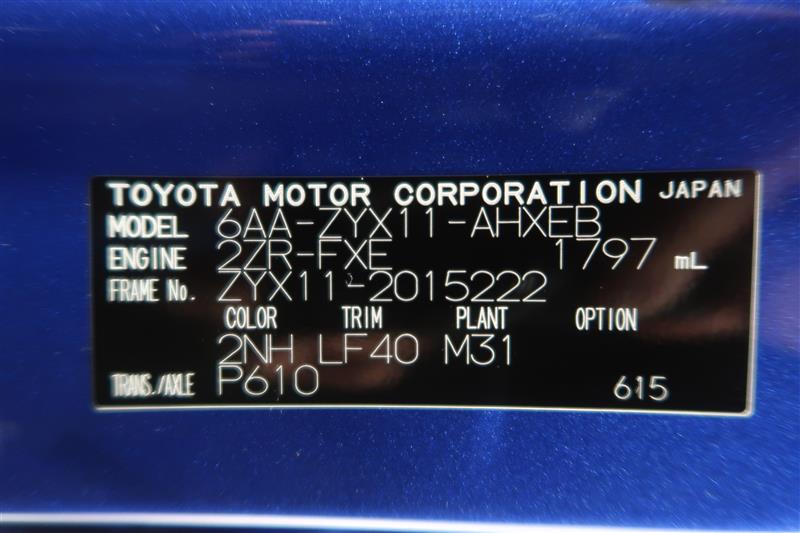 TOYOTA MOTOR CORPORATION JAPAN
MODEL 6AA-ZYX11-AHXEB
ENGINE 2ZR-FXE 1797 mL
FRAME No. ZYX11-2015222
COLOR TRIM PLANT OPTION
2NH LF40 M31
TRANS./AXLE P610 615